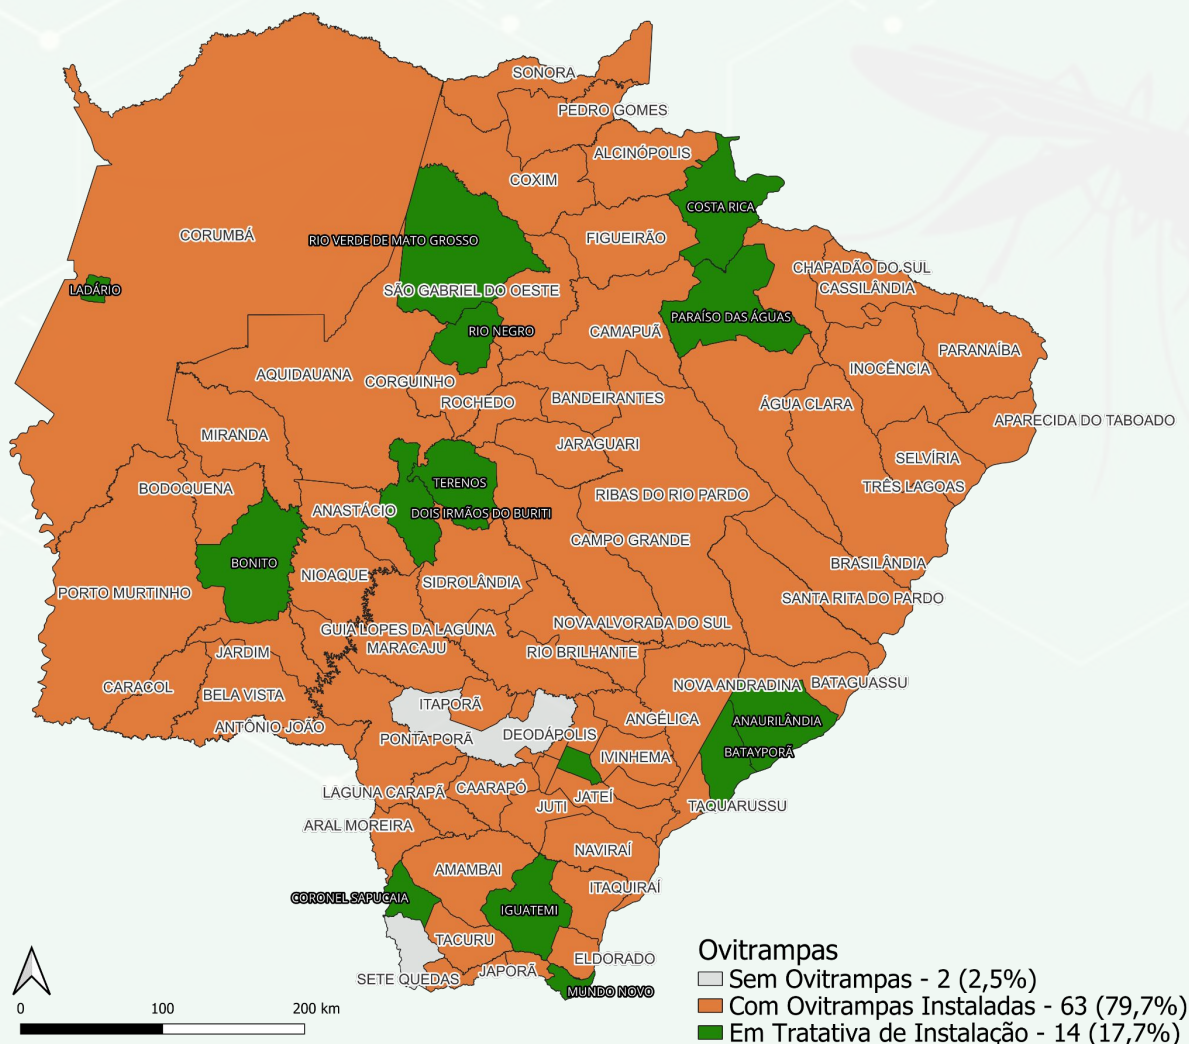 SONORA
PEDRO GOMES
ALCINÓPOLIS
COXIM
COSTA RICA
CORUMBÁ
RIO VERDE DE MATO GROSSO
FIGUEIRÃO
CHAPADÃO DO SUL
CASSILÂNDIA
LADÁRIO
SÃO GABRIEL DO OESTE
PARAÍSO DAS ÁGUAS
RIO NEGRO
CAMAPUÃ
PARANAÍBA
INOCÊNCIA
AQUIDAUANA
CORGUINHO
ROCHEDO
BANDEIRANTES
ÁGUA CLARA
APARECIDA DO TABOADO
MIRANDA
JARAGUARI
SELVÍRIA
BODOQUENA
TERENOS
RIBAS DO RIO PARDO
TRÊS LAGOAS
ANASTÁCIO
DOIS IRMÃOS DO BURITI
CAMPO GRANDE
BONITO
BRASILÂNDIA
NIOAQUE
SIDROLÂNDIA
PORTO MURTINHO
SANTA RITA DO PARDO
GUIA LOPES DA LAGUNA
NOVA ALVORADA DO SUL
MARACAJU
RIO BRILHANTE
JARDIM
CARACOL
BELA VISTA
NOVA ANDRADINA
BATAGUASSU
ITAPORÃ
ANTÔNIO JOÃO
ANGÉLICA
ANAURILÂNDIA
PONTA PORÃ
DEODÁPOLIS
BATAYPORÃ
IVINHEMA
LAGUNA CARAPÃ
CAARAPÓ
JATEÍ
JUTI
TAQUARUSSU
ARAL MOREIRA
NAVIRAÍ
AMAMBAI
ITAQUIRAÍ
CORONEL SAPUCAIA
IGUATEMI
TACURU
ELDORADO
SETE QUEDAS
JAPORÃ
MUNDO NOVO
0 100 200 km
Ovitrampas
Sem Ovitrampas - 2 (2,5%)
Com Ovitrampas Instaladas - 63 (79,7%)
Em Tratativa de Instalação - 14 (17,7%)